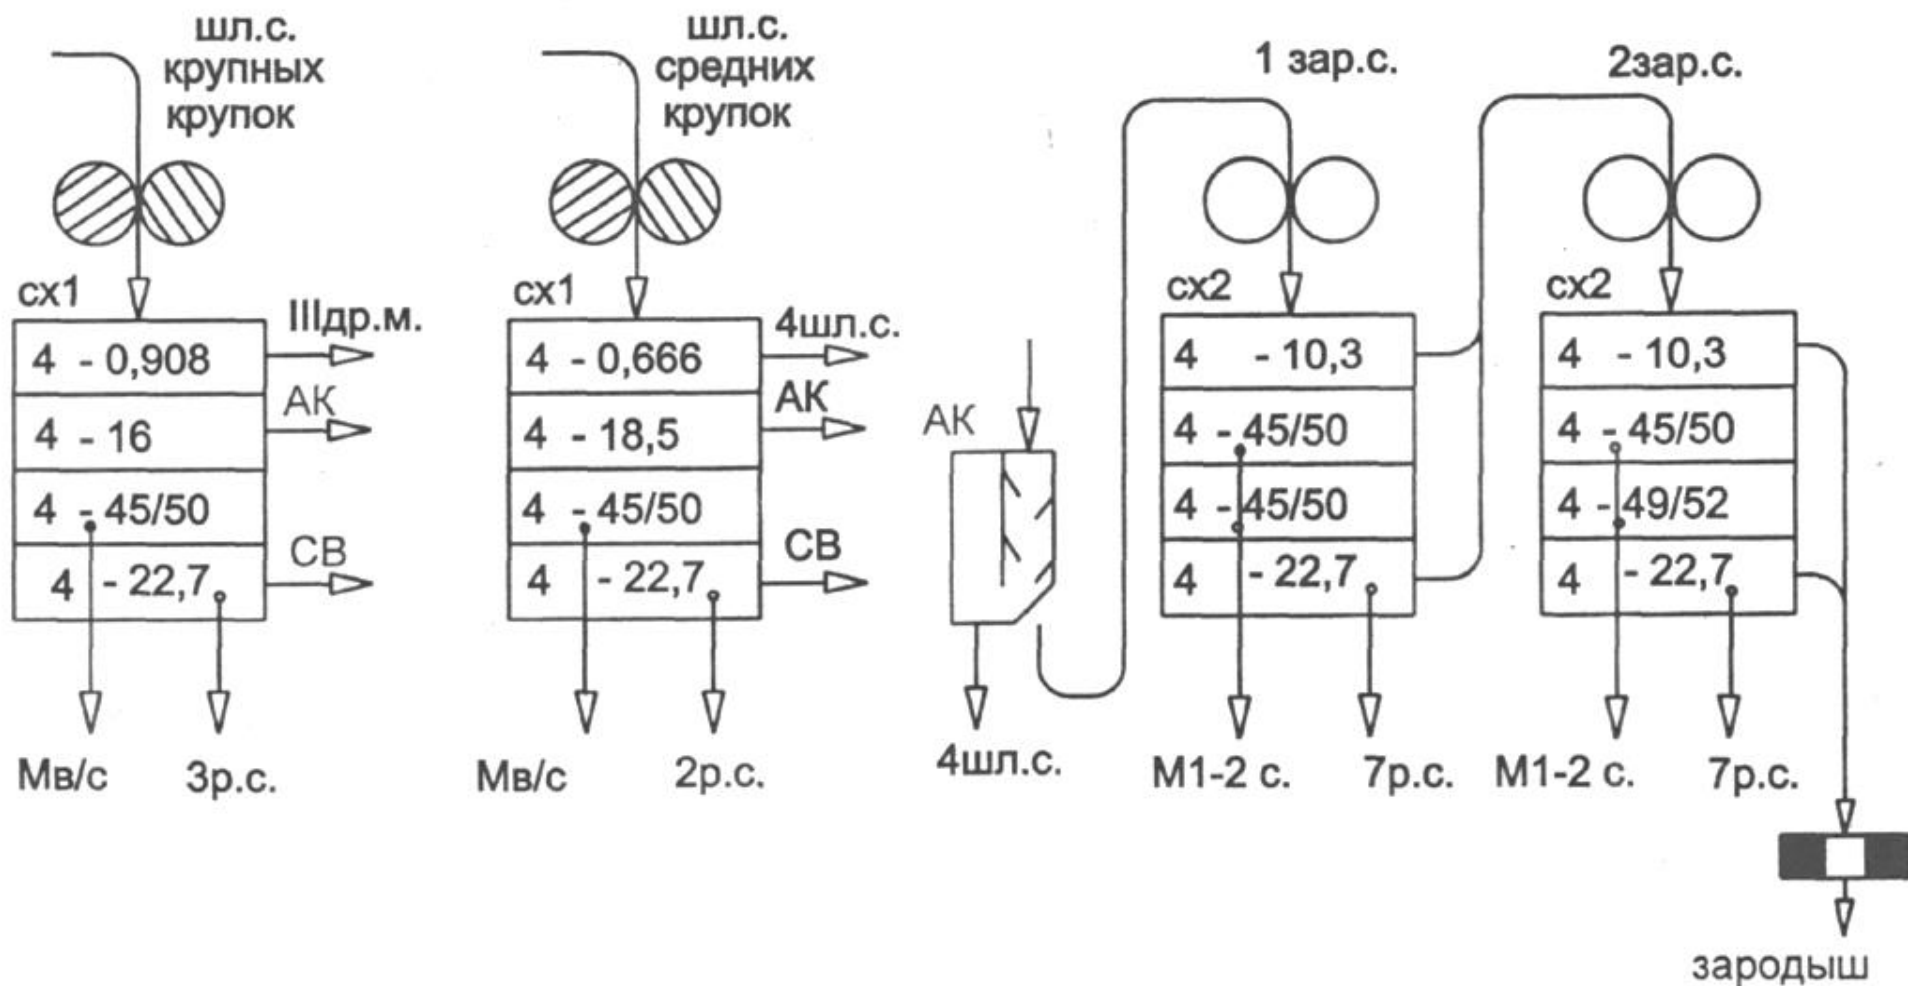 шл.с.
крупных
крупок
сх1
4 - 0,908
4 - 16
4 - 45/50
4 - 22,7
IIIдр.м.
АК
СВ
Мв/с
3р.с.
шл.с.
средних
крупок
сх1
4 - 0,666
4 - 18,5
4 - 45/50
4 - 22,7
4шл.с.
АК
СВ
Мв/с
2р.с.
АК
4шл.с.
1 зар.с.
сх2
4 - 10,3
4 - 45/50
4 - 45/50
4 - 22,7
М1-2 с.
7р.с.
2зар.с.
сх2
4 - 10,3
4 - 45/50
4 - 49/52
4 - 22,7
М1-2 с.
7р.с.
зародыш